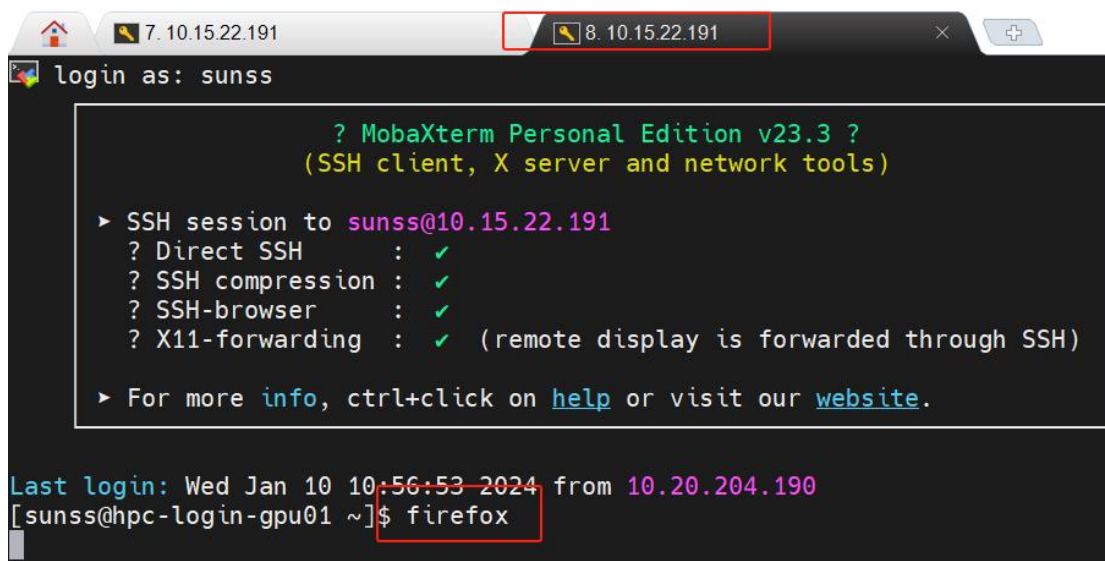 7. 10.15.22.191
8. 10.15.22.191
login as: sunss
? MobaXterm Personal Edition v23.3 ?
(SSH client, X server and network tools)
➤ SSH session to sunss@10.15.22.191
? Direct SSH : ✔
? SSH compression : ✔
? SSH-browser : ✔
? X11-forwarding : ✔ (remote display is forwarded through SSH)
➤ For more info, ctrl+click on help or visit our website.
Last login: Wed Jan 10 10:56:53 2024 from 10.20.204.190
[sunss@hpc-login-gpu01 ~]$ firefox